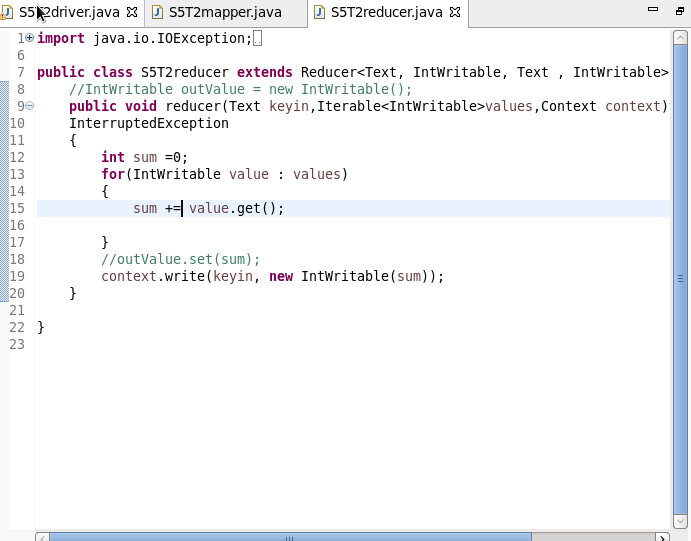 S5T2driver.java S5T2mapper.java S5T2reducer.java
1 import java.io.IOException;
6
7 public class S5T2reducer extends Reducer<Text, IntWritable, Text , IntWritable>
8 //IntWritable outValue = new IntWritable();
9 public void reducer(Text keyin,Iterable<IntWritable>values,Context context)
10 InterruptedException
11 {
12 int sum =0;
13 for(IntWritable value : values)
14 {
15 sum += value.get();
16
17 }
18 //outValue.set(sum);
19 context.write(keyin, new IntWritable(sum));
20 }
21
22 }
23